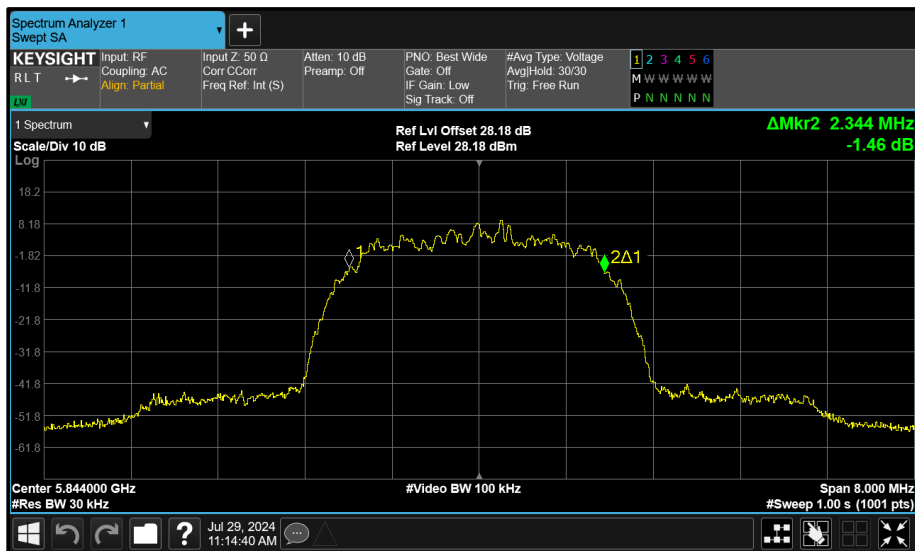 Spectrum Analyzer 1
Swept SA
+
KEYSIGHT
R L T
LXI
Input: RF
Coupling: AC
Align: Partial
Input Z: 50 Ω
Corr CCorr
Freq Ref: Int (S)
Atten: 10 dB
Preamp: Off
PNO: Best Wide
Gate: Off
IF Gain: Low
Sig Track: Off
#Avg Type: Voltage
Avg|Hold: 30/30
Trig: Free Run
1 2 3 4 5 6
M W W W W W
P N N N N N
1 Spectrum
Scale/Div 10 dB
Log
Ref Lvl Offset 28.18 dB
Ref Level 28.18 dBm
ΔMkr2 2.344 MHz
-1.46 dB
18.2
8.18
-1.82
-11.8
-21.8
-31.8
-41.8
-51.8
-61.8
1
2Δ1
Center 5.844000 GHz
#Res BW 30 kHz
#Video BW 100 kHz
Span 8.000 MHz
#Sweep 1.00 s (1001 pts)
?
Jul 29, 2024
11:14:40 AM